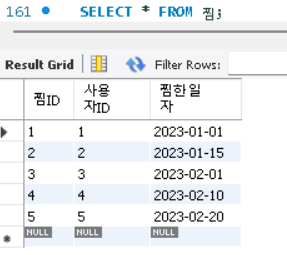 161 SELECT * FROM 찜;
Result Grid Filter Rows:
찜ID 사용자ID 찜한일자
1 1 2023-01-01
2 2 2023-01-15
3 3 2023-02-01
4 4 2023-02-10
5 5 2023-02-20
NULL NULL NULL